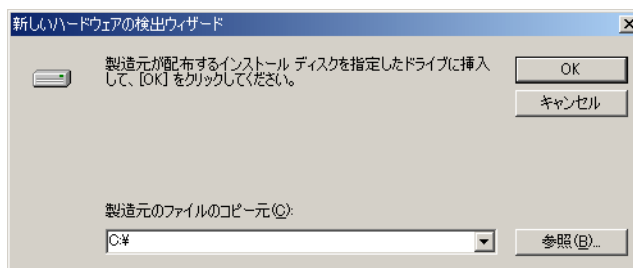 新しいハードウェアの検出ウィザード
製造元が配布するインストール ディスクを指定したドライブに挿入
して、[OK] をクリックしてください。
OK
キャンセル
製造元のファイルのコピー元(C):
C:¥
参照(B)...